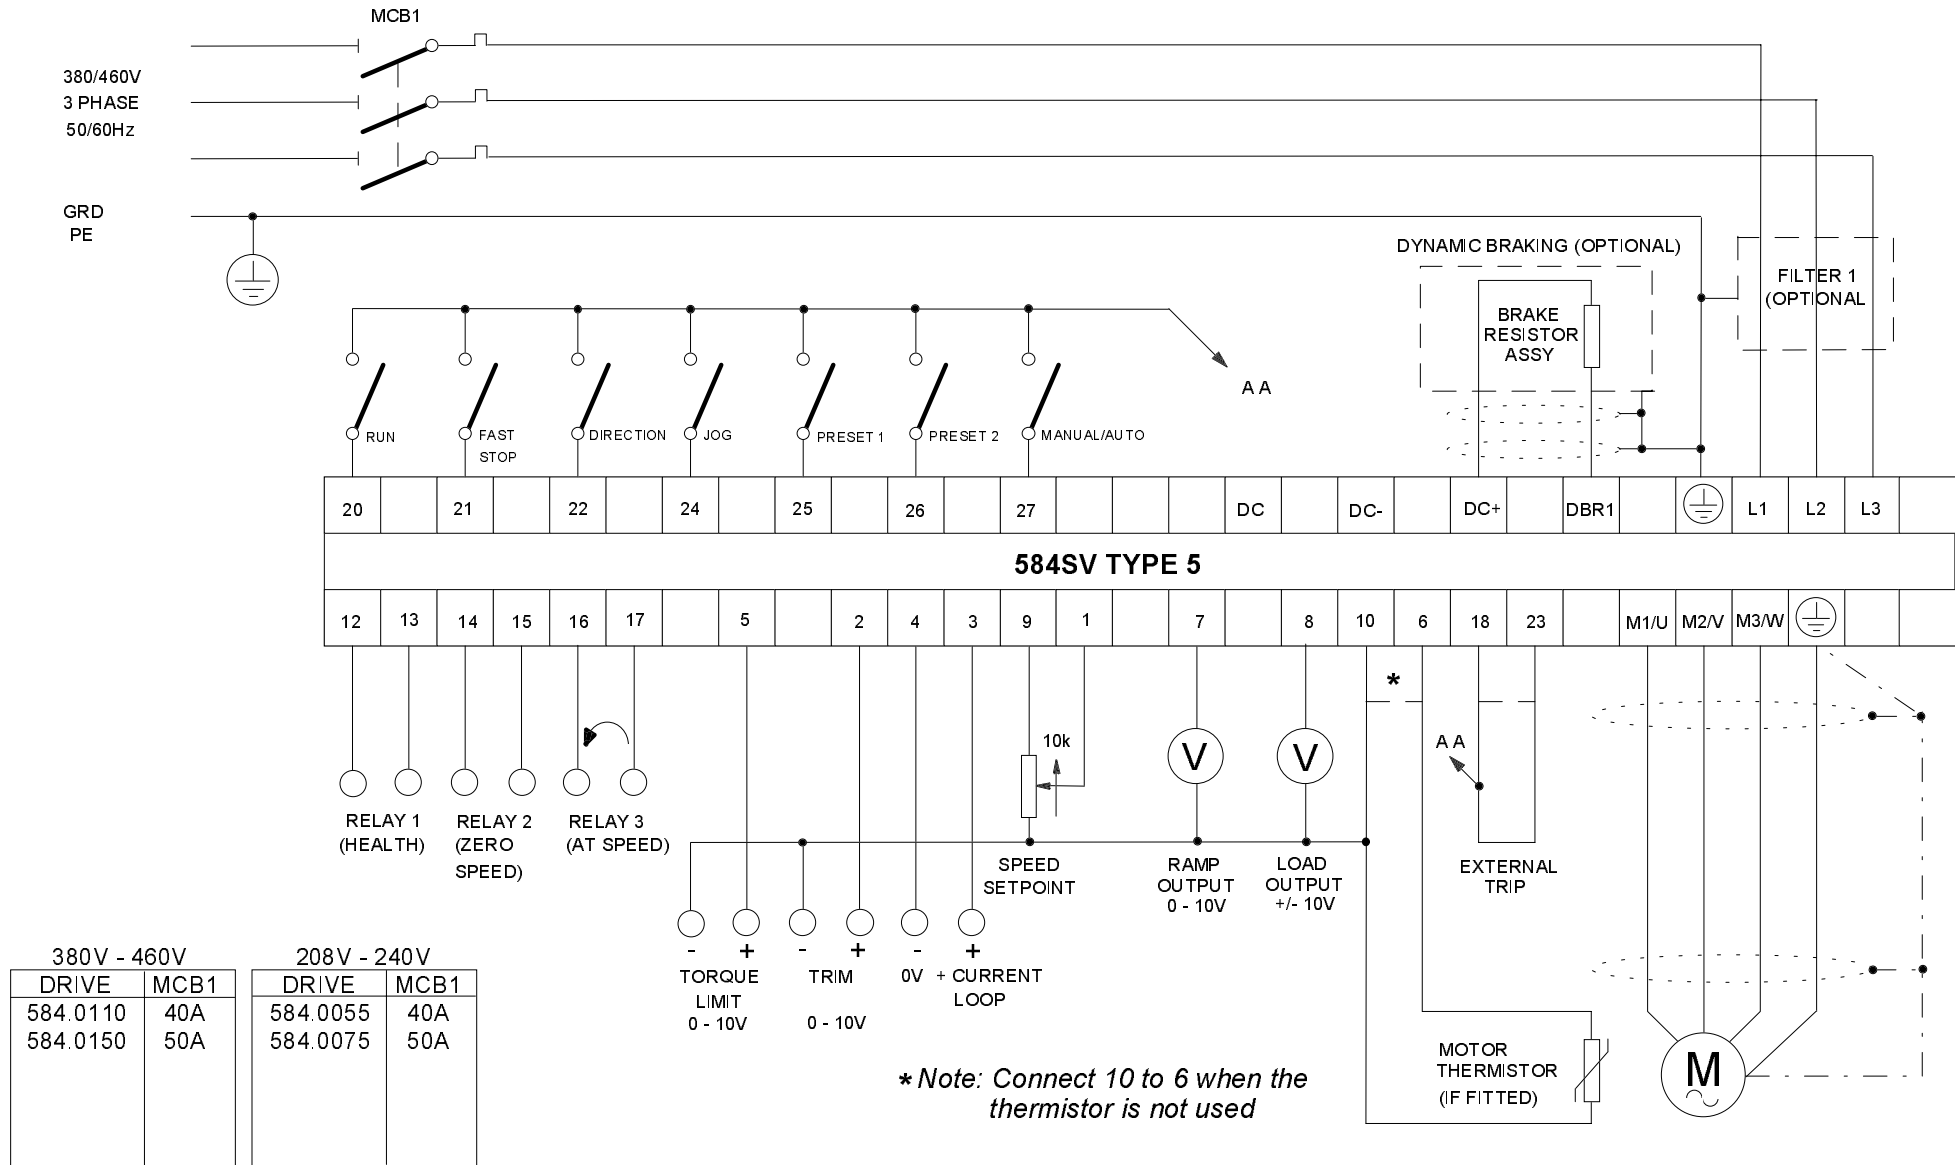 MCB1
380/460V
3 PHASE
50/60Hz
GRD
PE
DYNAMIC BRAKING (OPTIONAL)
FILTER 1
(OPTIONAL
BRAKE
RESISTOR
ASSY
A A
RUN
FAST
STOP
DIRECTION
JOG
PRESET 1
PRESET 2
MANUAL/AUTO
20 21 22 24 25 26 27 DC DC- DC+ DBR1 L1 L2 L3
584SV TYPE 5
12 13 14 15 16 17 5 2 4 3 9 1 7 8 10 6 18 23 M1/U M2/V M3/W
*
10k
V
V
A A
RELAY 1
(HEALTH)
RELAY 2
(ZERO
SPEED)
RELAY 3
(AT SPEED)
SPEED
SETPOINT
RAMP
OUTPUT
0 - 10V
LOAD
OUTPUT
+/- 10V
EXTERNAL
TRIP
- + - + - +
TORQUE
LIMIT
0 - 10V
TRIM
0 - 10V
0V
+ CURRENT
LOOP
380V - 460V
DRIVE MCB1
584.0110 40A
584.0150 50A
208V - 240V
DRIVE MCB1
584.0055 40A
584.0075 50A
* Note: Connect 10 to 6 when the
thermistor is not used
MOTOR
THERMISTOR
(IF FITTED)
M